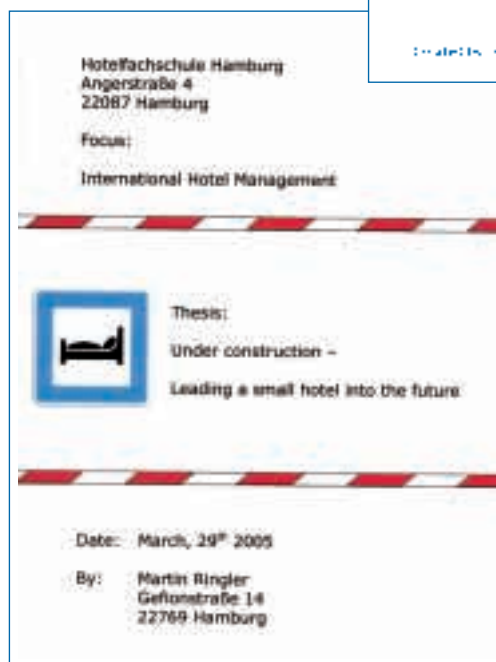 Hotelfachschule Hamburg
Angerstraße 4
22087 Hamburg
Focus:
International Hotel Management
Thesis:
Under construction –
Leading a small hotel into the future
Date: March, 29th 2005
By: Martin Ringler
Gefionstraße 14
22769 Hamburg